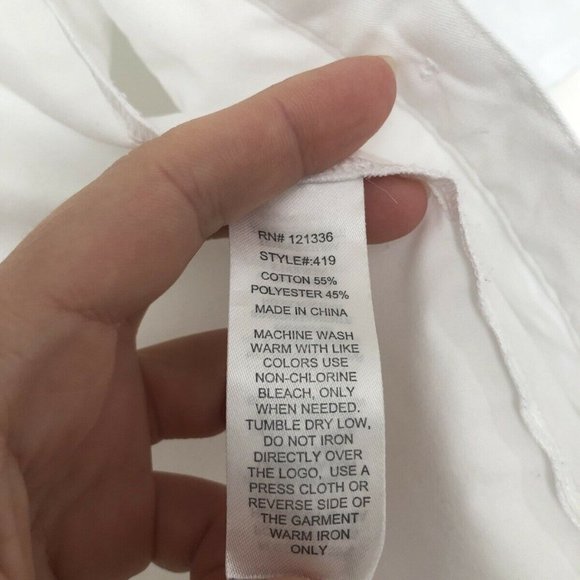 RN# 121336
STYLE#:419
COTTON 55%
POLYESTER 45%
MADE IN CHINA
MACHINE WASH
WARM WITH LIKE
COLORS USE
NON-CHLORINE
BLEACH, ONLY
WHEN NEEDED.
TUMBLE DRY LOW,
DO NOT IRON
DIRECTLY OVER
THE LOGO, USE A
PRESS CLOTH OR
REVERSE SIDE OF
THE GARMENT
WARM IRON
ONLY